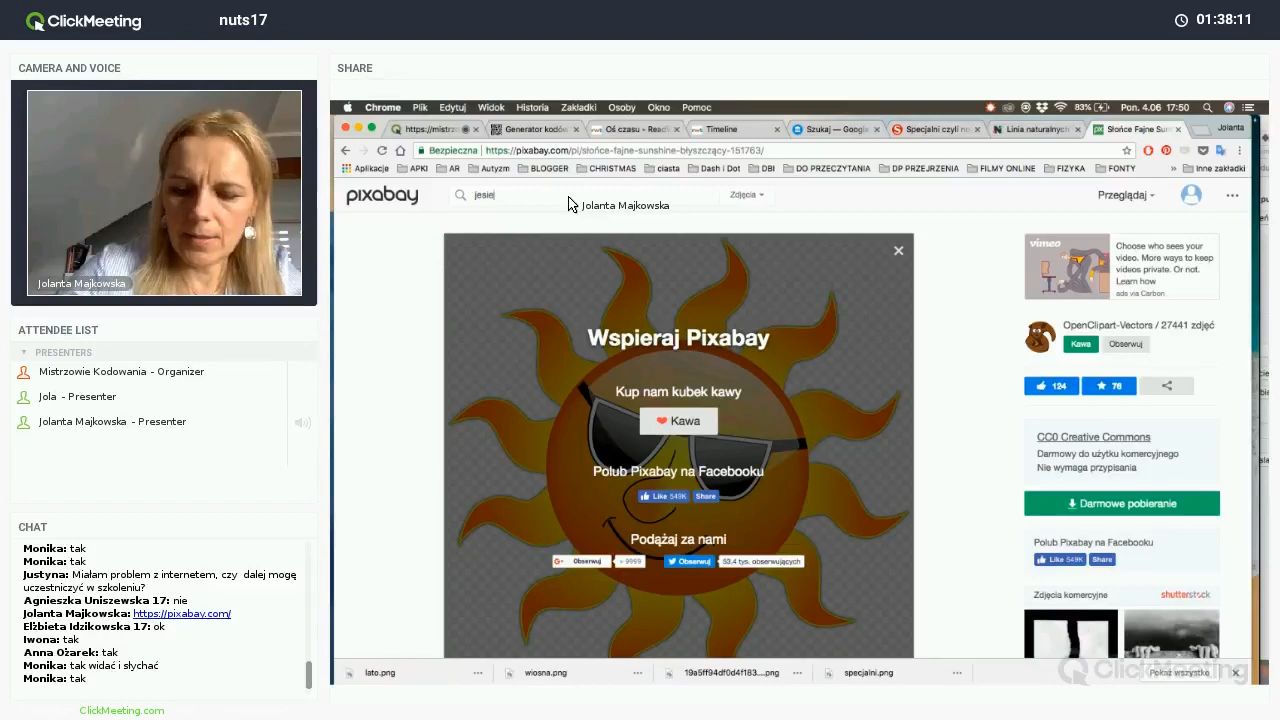 ClickMeeting
nuts17
01:38:11
CAMERA AND VOICE
Jolanta Majkowska
ATTENDEE LIST
PRESENTERS
Mistrzowie Kodowania - Organizer
Jola - Presenter
Jolanta Majkowska - Presenter
CHAT
Monika: tak
Monika: tak
Justyna: Miałam problem z internetem, czy dalej mogę
uczestniczyć w szkoleniu?
Agnieszka Uniszewska 17: nie
Jolanta Majkowska: https://pixabay.com/
Elżbieta Idzikowska 17: ok
Iwona: tak
Anna Ożarek: tak
Monika: tak widać i słychać
Monika: tak
ClickMeeting.com
SHARE
Chrome Plik Edytuj Widok Historia Zakładki Osoby Okno Pomoc
83% Pon. 4.06 17:50
https://mistrz Generator kodów Oś czasu - Read Timeline Szukaj — Google Specjalni czyli no Linia naturalnych Słońce Fajne Sun Jolanta
Bezpieczna https://pixabay.com/pl/słońce-fajne-sunshine-błyszczący-151763/
Aplikacje APKI AR Autyzm BLOGGER CHRISTMAS ciasta Dash i Dot DBI DO PRZECZYTANIA DP PRZEJRZENIA FILMY ONLINE FIZYKA FONTY Inne zakładki
pixabay jesień Zdjęcia Przeglądaj
Jolanta Majkowska
Wspieraj Pixabay
Kup nam kubek kawy
Kawa
Polub Pixabay na Facebooku
Like 549K Share
Podążaj za nami
Obserwuj + 9999 Obserwuj 53.4 tys. obserwujących
vimeo
Choose who sees your
video. More ways to keep
videos private. Or not.
Learn how
ads via Carbon
OpenClipart-Vectors / 27441 zdjęć
Kawa Obserwuj
124 76
CC0 Creative Commons
Darmowy do użytku komercyjnego
Nie wymaga przypisania
Darmowe pobieranie
Polub Pixabay na Facebooku
Like 549K Share
Zdjęcia komercyjne shutterstock
lato.png wiosna.png 19a5ff94df0d4f183....png specjalni.png Pokaż wszystko
ClickMeeting